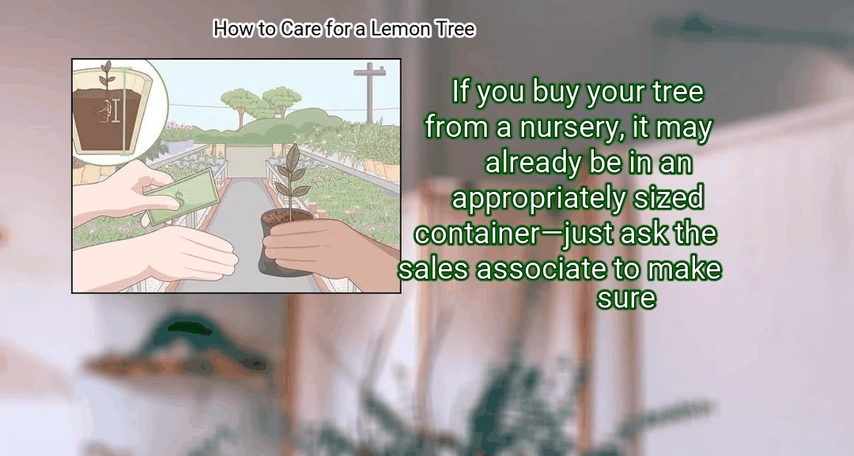 How to Care for a Lemon Tree
If you buy your tree
from a nursery, it may
already be in an
appropriately sized
container—just ask the
sales associate to make
sure